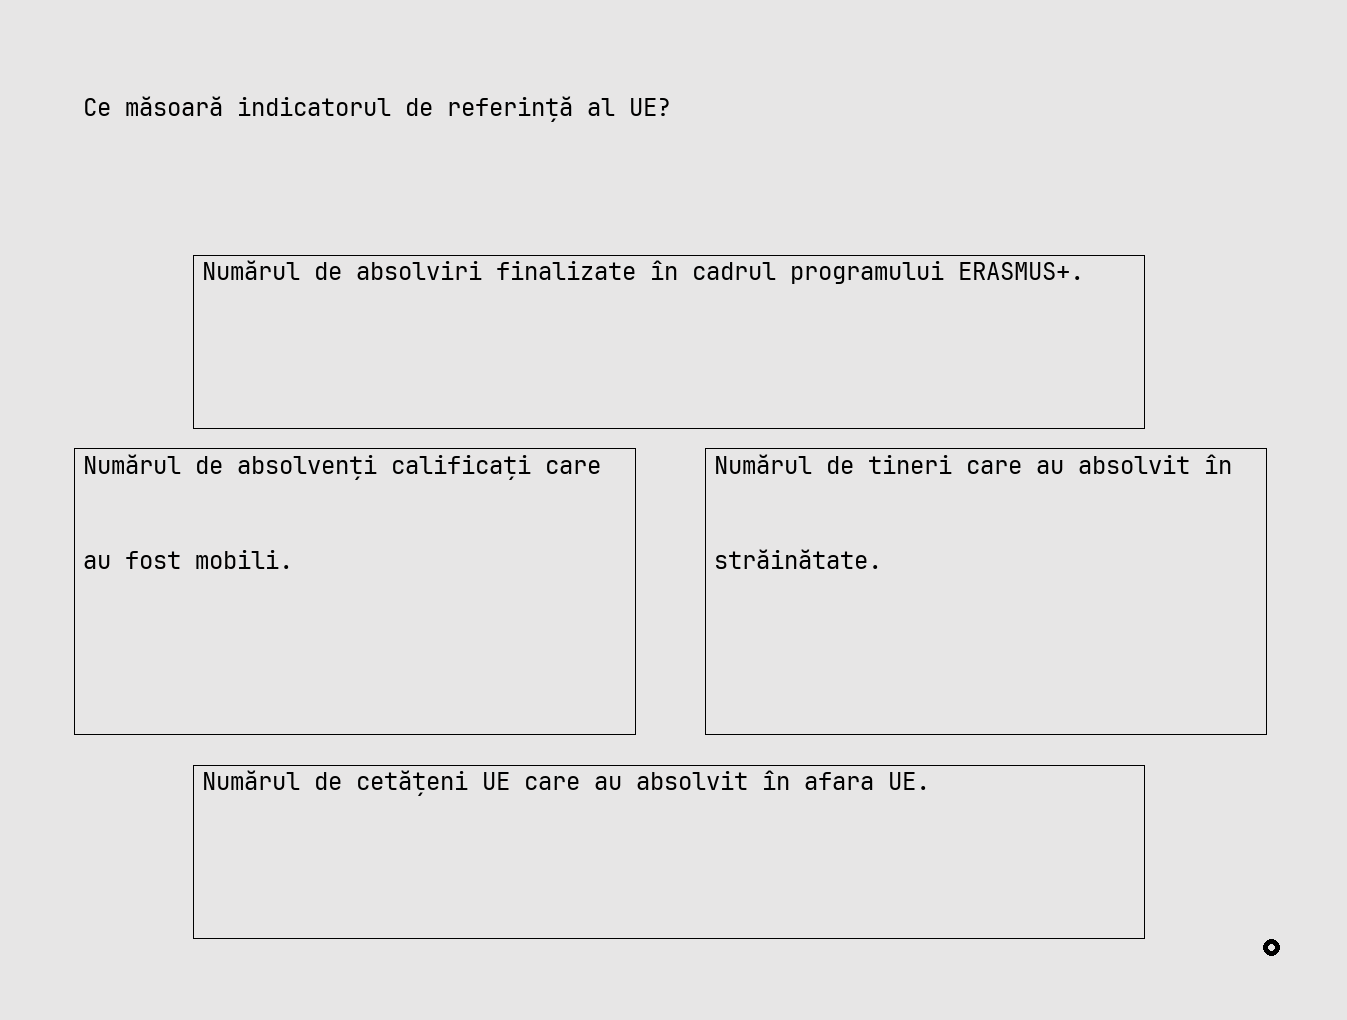 Ce măsoară indicatorul de referință al UE?
Numărul de absolviri finalizate în cadrul programului ERASMUS+.
Numărul de absolvenți calificați care
au fost mobili.
Numărul de tineri care au absolvit în
străinătate.
Numărul de cetățeni UE care au absolvit în afara UE.